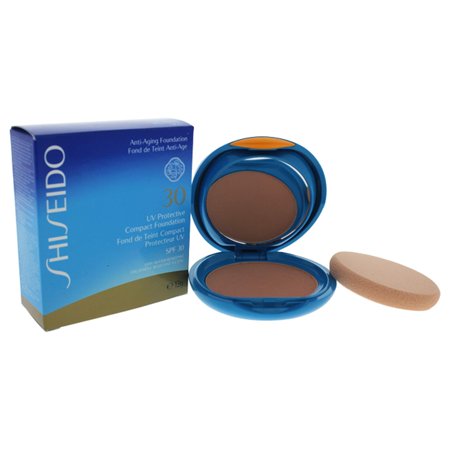 SHISEIDO
Anti-Aging Foundation
Fond de Teint Anti-Age
30
UV Protective
Compact Foundation
Fond de Teint Compact
Protecteur UV
SPF 30